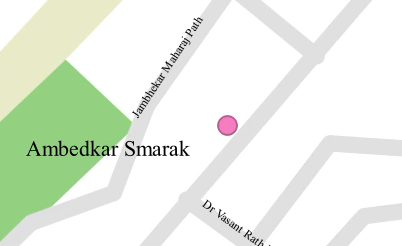 Jambhekar Maharaj Path
Ambedkar Smarak
Dr Vasant Rath